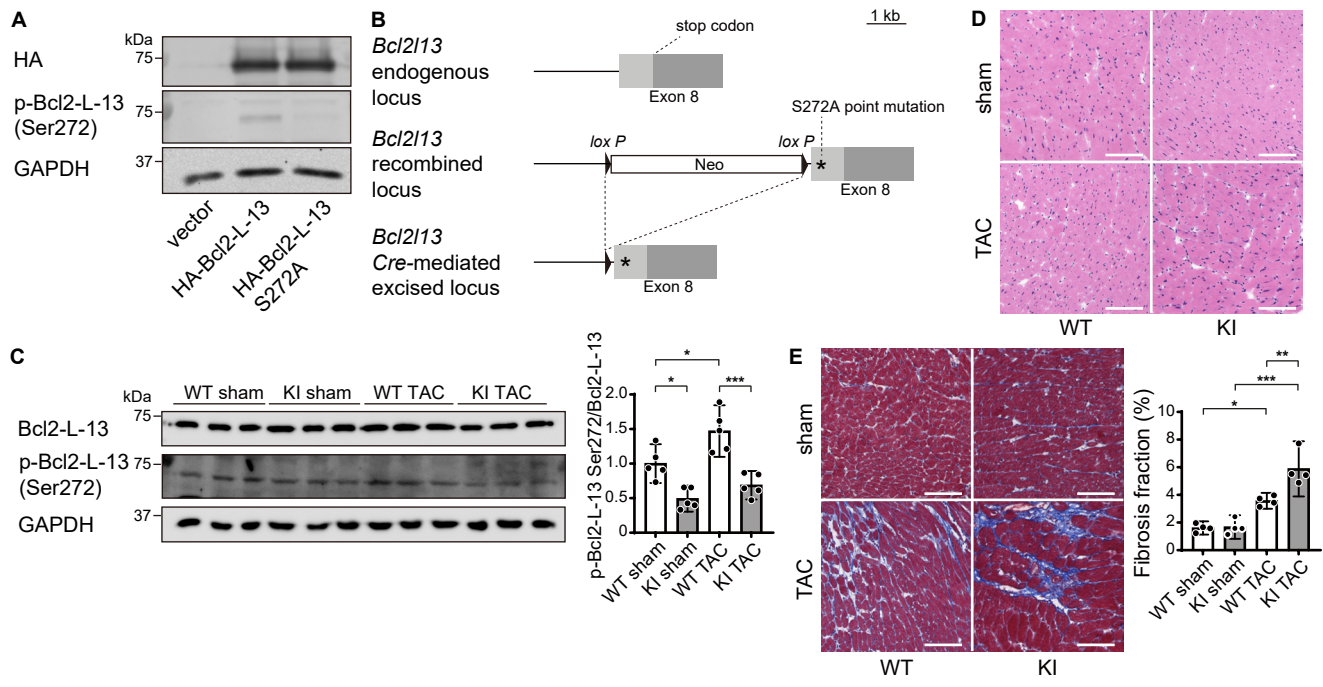 A
kDa
HA
75
p-Bcl2-L-13
(Ser272)
75
GAPDH
37
vector
HA-Bcl2-L-13
HA-Bcl2-L-13
S272A
B
1 kb
Bcl2l13
endogenous
locus
stop codon
Exon 8
S272A point mutation
Bcl2l13
recombined
locus
lox P
Neo
lox P
*
Exon 8
Bcl2l13
Cre-mediated
excised locus
*
Exon 8
C
kDa
WT sham KI sham WT TAC KI TAC
Bcl2-L-13
75
p-Bcl2-L-13
(Ser272)
75
GAPDH
37
p-Bcl2-L-13 Ser272/Bcl2-L-13
2.0
1.5
1.0
0.5
0
*
*
***
WT sham
KI sham
WT TAC
KI TAC
D
sham
TAC
WT KI
E
sham
TAC
WT KI
Fibrosis fraction (%)
10
8
6
4
2
0
**
***
*
WT sham
KI sham
WT TAC
KI TAC